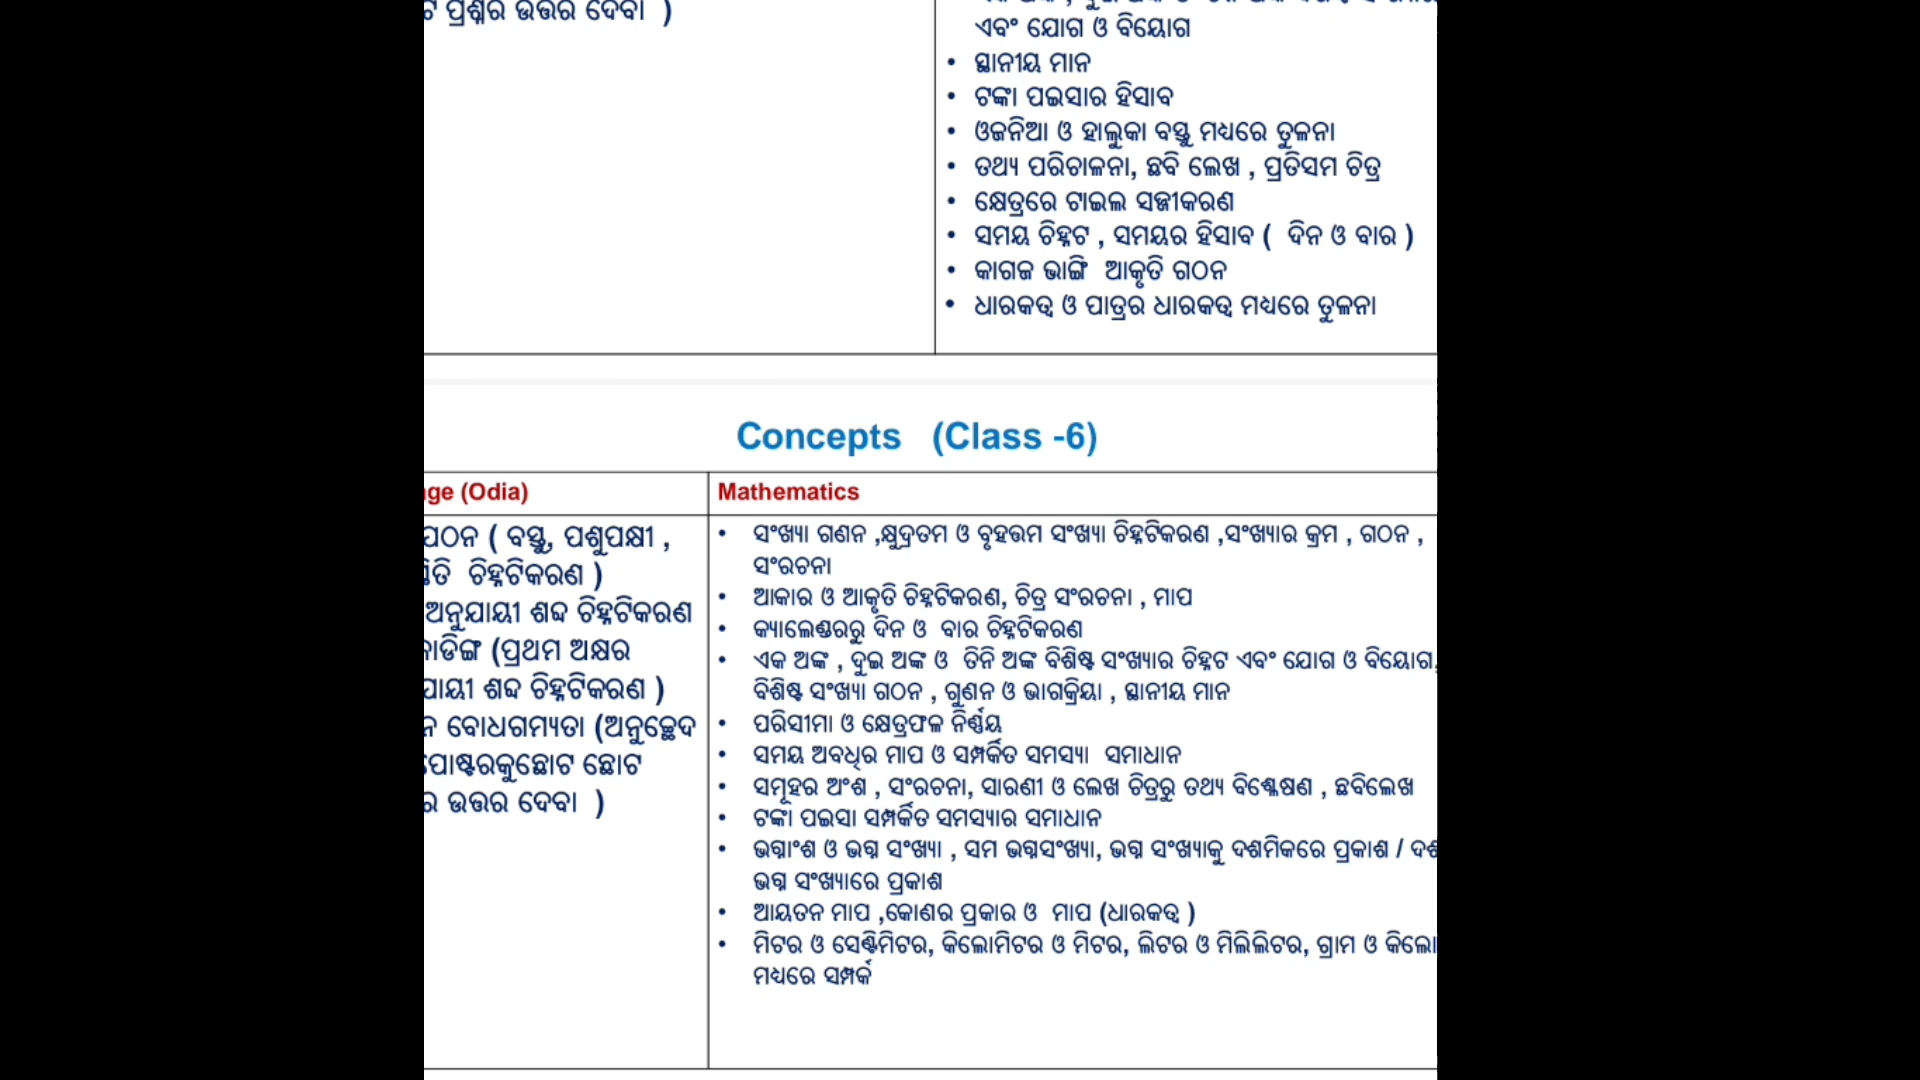 ପ୍ରଶ୍ନର ଉତ୍ତର ଦେବା )
ଏବଂ ଯୋଗ ଓ ବିୟୋଗ
• ସ୍ଥାନୀୟ ମାନ
• ଟଙ୍କା ପଇସାର ହିସାବ
• ଓଜନିଆ ଓ ହାଲୁକା ବସ୍ତୁ ମଧ୍ୟରେ ତୁଳନା
• ତଥ୍ୟ ପରିଚାଳନା, ଛବି ଲେଖ , ପ୍ରତିସମ ଚିତ୍ର
• କ୍ଷେତ୍ରରେ ଟାଇଲ ସଜ୍ଜୀକରଣ
• ସମୟ ଚିହ୍ନଟ , ସମୟର ହିସାବ ( ଦିନ ଓ ବାର )
• କାଗଜ ଭାଙ୍ଗି ଆକୃତି ଗଠନ
• ଧାରକତ୍ୱ ଓ ପାତ୍ରର ଧାରକତ୍ୱ ମଧ୍ୟରେ ତୁଳନା
Concepts (Class -6)
(Odia)
ପଠନ ( ବସ୍ତୁ, ପଶୁପକ୍ଷୀ ,
ଚିହ୍ନଟିକରଣ )
ଅନୁଯାୟୀ ଶବ୍ଦ ଚିହ୍ନଟିକରଣ
(ପ୍ରଥମ ଅକ୍ଷର
ଶବ୍ଦ ଚିହ୍ନଟିକରଣ )
ବୋଧଗମ୍ୟତା (ଅନୁଚ୍ଛେଦ
ପୋଷ୍ଟରକୁଛୋଟ ଛୋଟ
ଉତ୍ତର ଦେବା )
Mathematics
• ସଂଖ୍ୟା ଗଣନ ,କ୍ଷୁଦ୍ରତମ ଓ ବୃହତ୍ତମ ସଂଖ୍ୟା ଚିହ୍ନଟିକରଣ ,ସଂଖ୍ୟାର କ୍ରମ , ଗଠନ ,
ସଂରଚନା
• ଆକାର ଓ ଆକୃତି ଚିହ୍ନଟିକରଣ, ଚିତ୍ର ସଂରଚନା , ମାପ
• କ୍ୟାଲେଣ୍ଡରରୁ ଦିନ ଓ ବାର ଚିହ୍ନଟିକରଣ
• ଏକ ଅଙ୍କ , ଦୁଇ ଅଙ୍କ ଓ ତିନି ଅଙ୍କ ବିଶିଷ୍ଟ ସଂଖ୍ୟାର ଚିହ୍ନଟ ଏବଂ ଯୋଗ ଓ ବିୟୋଗ,
ବିଶିଷ୍ଟ ସଂଖ୍ୟା ଗଠନ , ଗୁଣନ ଓ ଭାଗକ୍ରିୟା , ସ୍ଥାନୀୟ ମାନ
• ପରିସୀମା ଓ କ୍ଷେତ୍ରଫଳ ନିର୍ଣ୍ଣୟ
• ସମୟ ଅବଧିର ମାପ ଓ ସମ୍ପର୍କିତ ସମସ୍ୟା ସମାଧାନ
• ସମୂହର ଅଂଶ , ସଂରଚନା, ସାରଣୀ ଓ ଲେଖ ଚିତ୍ରରୁ ତଥ୍ୟ ବିଶ୍ଳେଷଣ , ଛବିଲେଖ
• ଟଙ୍କା ପଇସା ସମ୍ପର୍କିତ ସମସ୍ୟାର ସମାଧାନ
• ଭଗ୍ନାଂଶ ଓ ଭଗ୍ନ ସଂଖ୍ୟା , ସମ ଭଗ୍ନସଂଖ୍ୟା, ଭଗ୍ନ ସଂଖ୍ୟାକୁ ଦଶମିକରେ ପ୍ରକାଶ /
ଭଗ୍ନ ସଂଖ୍ୟାରେ ପ୍ରକାଶ
• ଆୟତନ ମାପ ,କୋଣର ପ୍ରକାର ଓ ମାପ (ଧାରକତ୍ୱ )
• ମିଟର ଓ ସେଣ୍ଟିମିଟର, କିଲୋମିଟର ଓ ମିଟର, ଲିଟର ଓ ମିଲିଲିଟର, ଗ୍ରାମ ଓ
ମଧ୍ୟରେ ସମ୍ପର୍କ